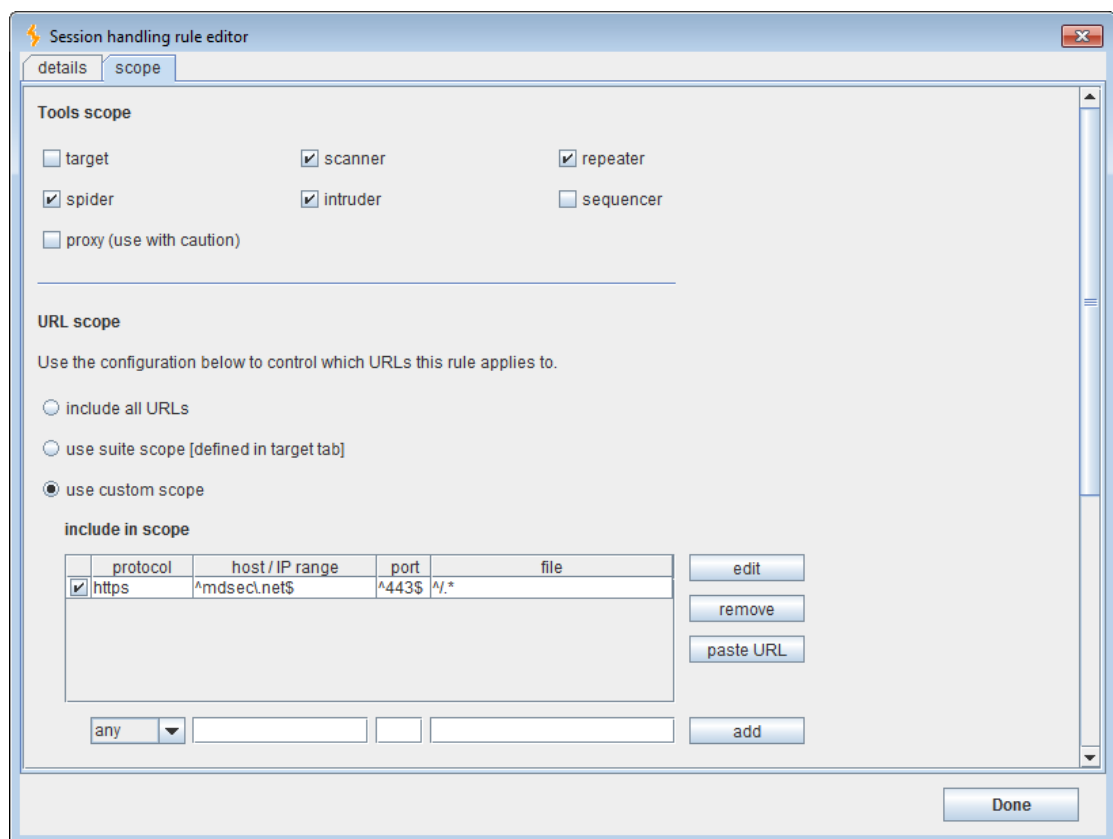 Session handling rule editor
details scope
Tools scope
target scanner repeater
spider intruder sequencer
proxy (use with caution)
URL scope
Use the configuration below to control which URLs this rule applies to.
include all URLs
use suite scope [defined in target tab]
use custom scope
include in scope
protocol host / IP range port file
https ^mdsec\.net$ ^443$ ^/.*
edit
remove
paste URL
any add
Done